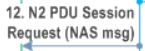 12. N2 PDU Session
Request (NAS msg)